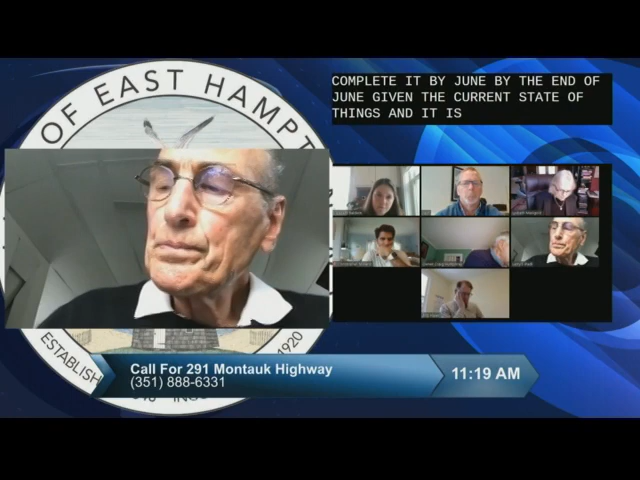 OF EAST HAMPT
COMPLETE IT BY JUNE BY THE END OF
JUNE GIVEN THE CURRENT STATE OF
THINGS AND IT IS
ESTABLISH
1920
Call For 291 Montauk Highway
(351) 888-6331
11:19 AM